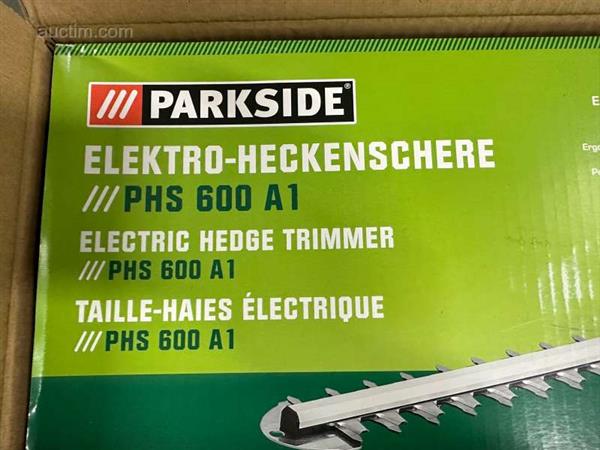 auctim.com
/// PARKSIDE®
ELEKTRO-HECKENSCHERE
/// PHS 600 A1
ELECTRIC HEDGE TRIMMER
/// PHS 600 A1
TAILLE-HAIES ÉLECTRIQUE
/// PHS 600 A1